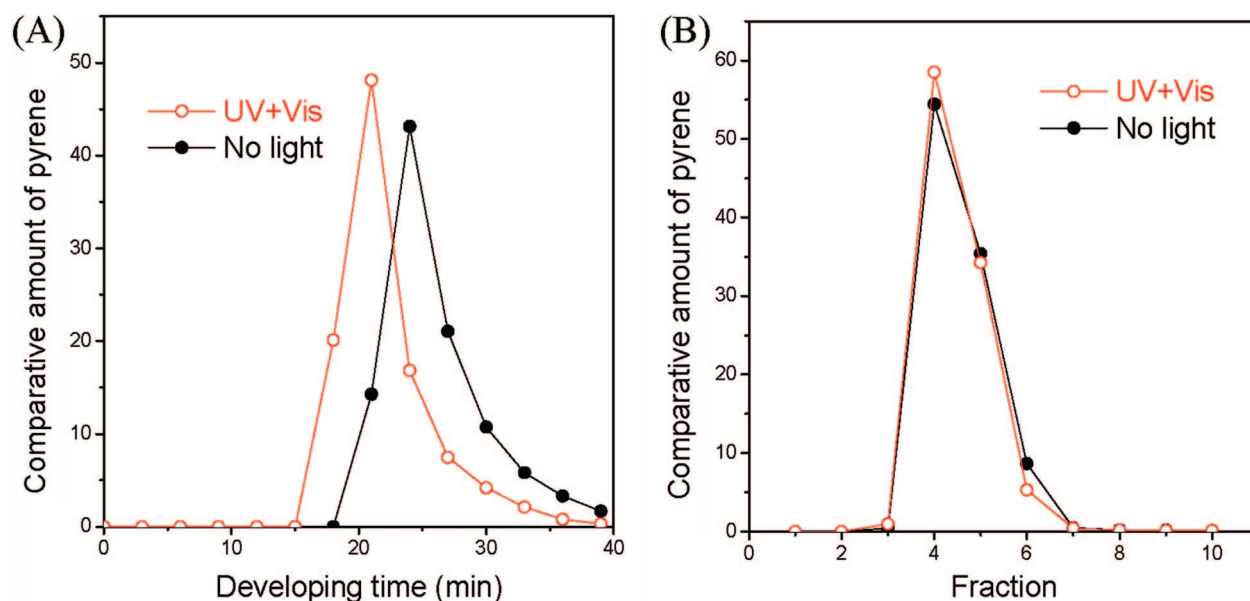 (A)
Comparative amount of pyrene
50
40
30
20
10
0
UV+Vis
No light
0 10 20 30 40
Developing time (min)
(B)
Comparative amount of pyrene
60
50
40
30
20
10
0
UV+Vis
No light
0 2 4 6 8 10
Fraction